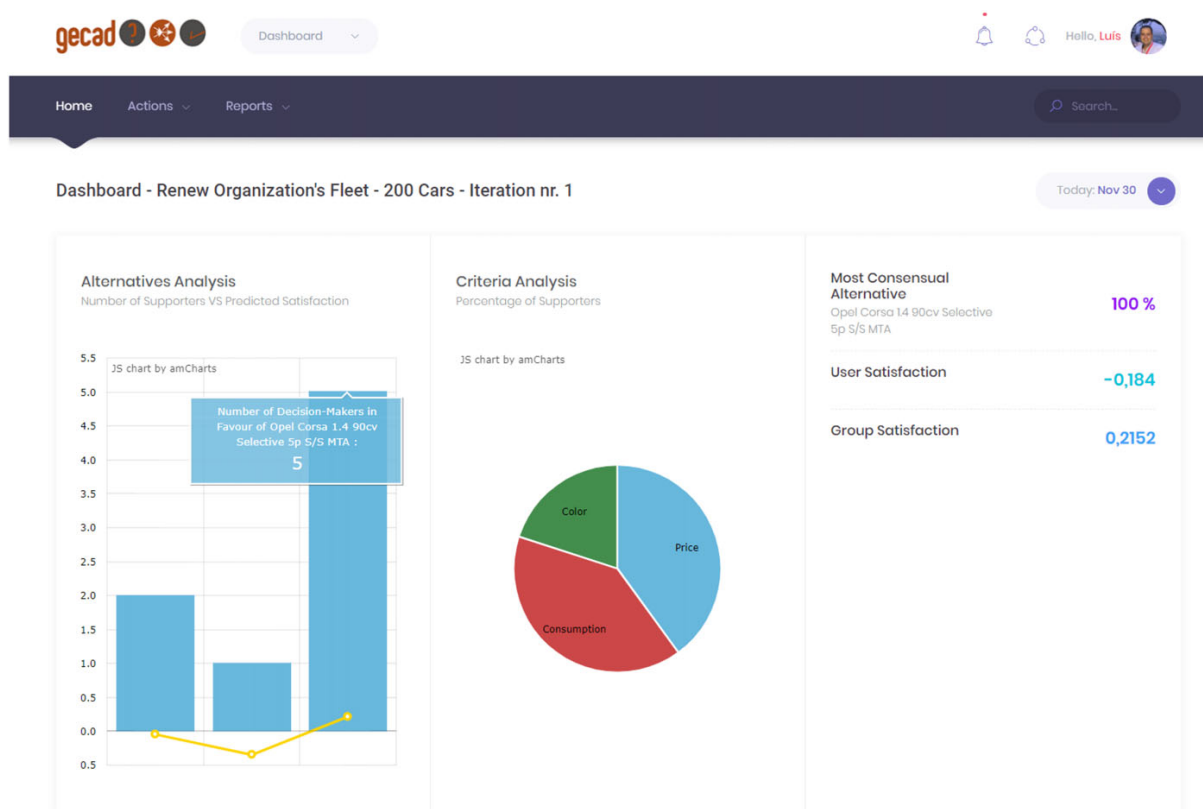 gecad
Dashboard
Hello, Luís
Home
Actions
Reports
Search...
Dashboard - Renew Organization's Fleet - 200 Cars - Iteration nr. 1
Today: Nov 30
Alternatives Analysis
Number of Supporters VS Predicted Satisfaction
JS chart by amCharts
5.5
5.0
4.5
4.0
3.5
3.0
2.5
2.0
1.5
1.0
0.5
0.0
0.5
Number of Decision-Makers in
Favour of Opel Corsa 1.4 90cv
Selective 5p S/S MTA :
5
Criteria Analysis
Percentage of Supporters
JS chart by amCharts
Color
Price
Consumption
Most Consensual
Alternative
Opel Corsa 1.4 90cv Selective
5p S/S MTA
100 %
User Satisfaction
-0,184
Group Satisfaction
0,2152